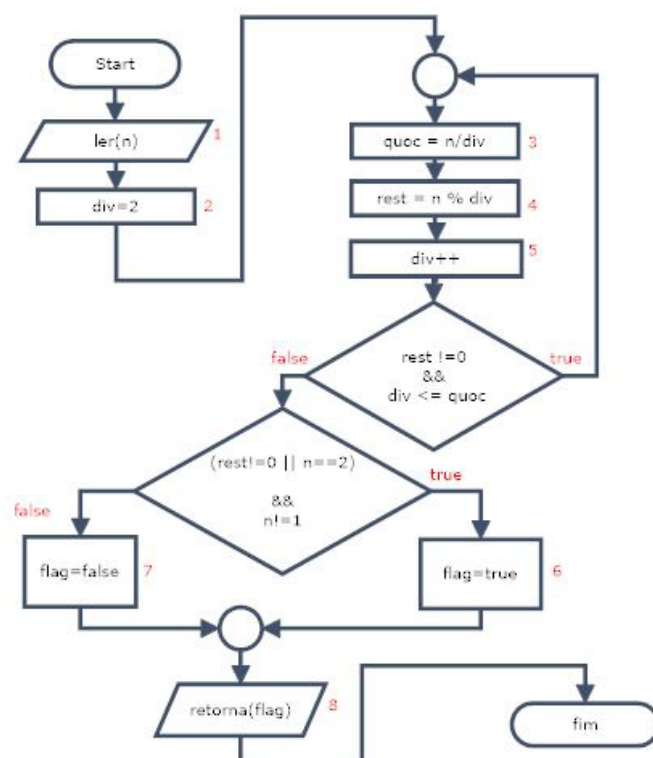 Start
ler(n)
1
div=2
2
quoc = n/div
3
rest = n % div
4
div++
5
rest !=0
&&
div <= quoc
false
true
(rest!=0 || n==2)
&&
n!=1
true
false
flag=false
7
flag=true
6
retorna(flag)
8
fim